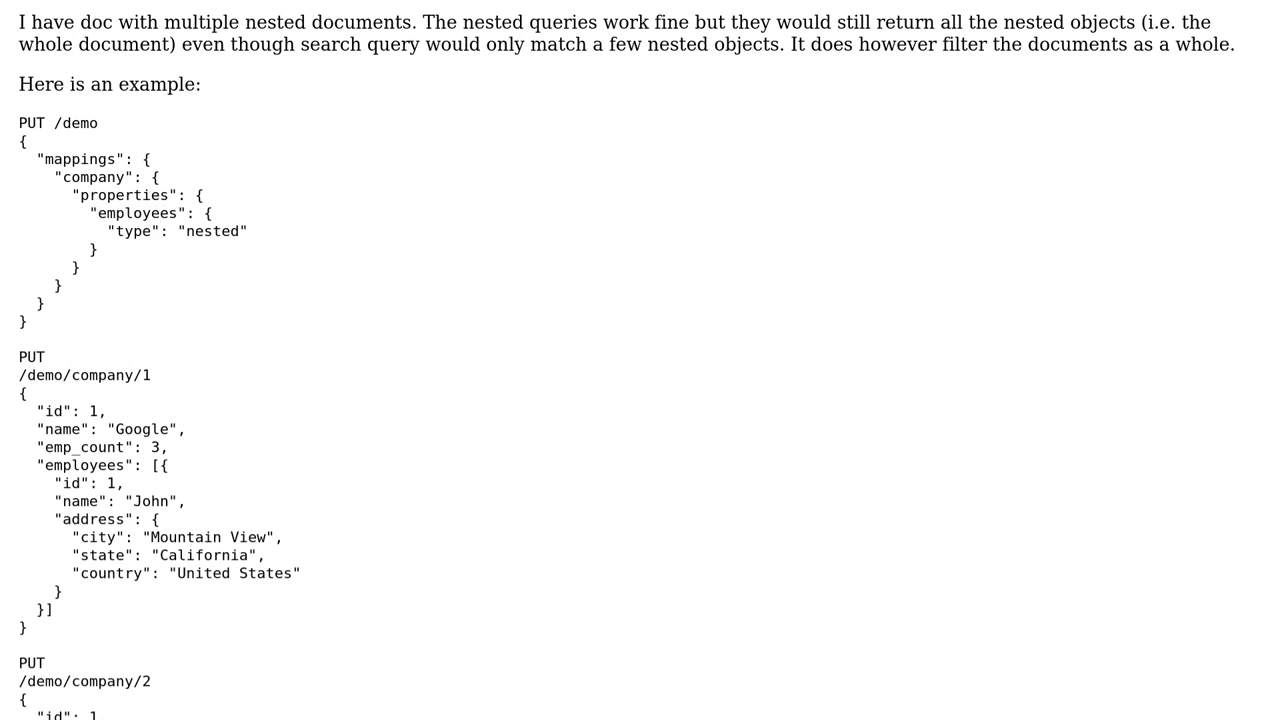 I have doc with multiple nested documents. The nested queries work fine but they would still return all the nested objects (i.e. the
whole document) even though search query would only match a few nested objects. It does however filter the documents as a whole.
Here is an example:
PUT /demo
{
  "mappings": {
    "company": {
      "properties": {
        "employees": {
          "type": "nested"
        }
      }
    }
  }
}
PUT
/demo/company/1
{
  "id": 1,
  "name": "Google",
  "emp_count": 3,
  "employees": [{
    "id": 1,
    "name": "John",
    "address": {
      "city": "Mountain View",
      "state": "California",
      "country": "United States"
    }
  }]
}
PUT
/demo/company/2
{
  "id": 1,